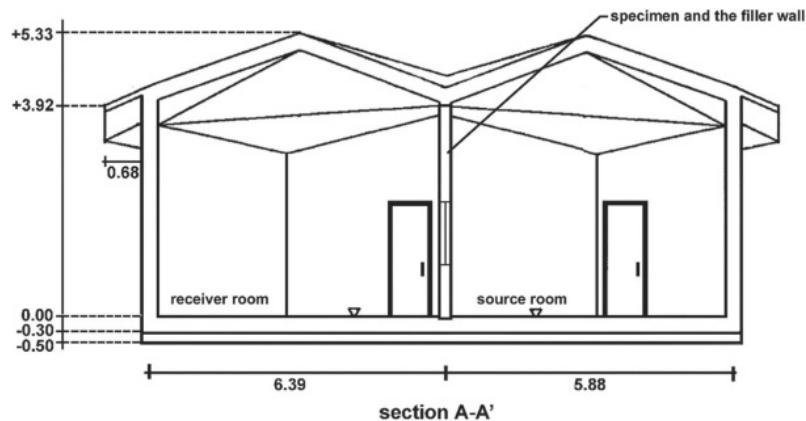 specimen and the filler wall
+5.33
+3.92
0.68
receiver room
source room
0.00
-0.30
-0.50
6.39
5.88
section A-A'